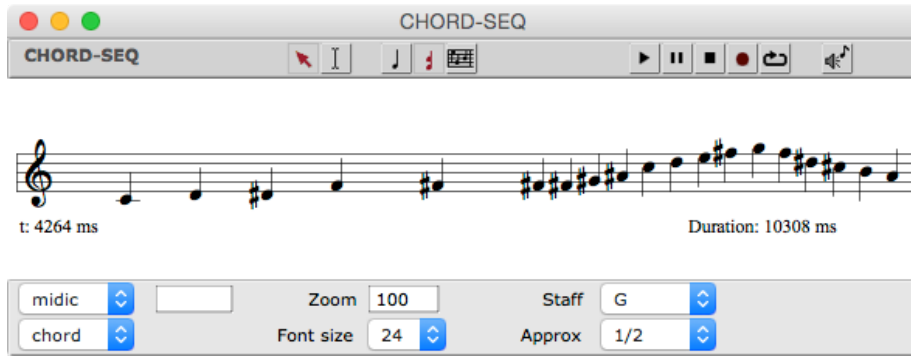 CHORD-SEQ
CHORD-SEQ
t: 4264 ms
Duration: 10308 ms
midic
Zoom 100
Staff G
chord
Font size 24
Approx 1/2